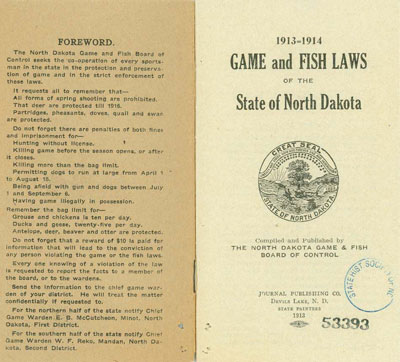 FOREWORD.
The North Dakota Game and Fish Board of
Control seeks the co-operation of every sports-
man in the state in the protection and preserva-
tion of game and in the strict enforcement of
these laws.
It requests all to remember that—
All forms of spring shooting are prohibited.
That deer are protected till 1916.
Partridges, pheasants, doves, quail and swan
are protected.
Do not forget there are penalties of both fines
and imprisonment for—
Hunting without license.
Killing game before the season opens, or after
it closes.
Killing more than the bag limit.
Permitting dogs to run at large from April 1
to August 15.
Being afield with gun and dogs between July
1 and September 6.
Having game illegally in possession.
Remember the bag limit for—
Grouse and chickens is ten per day.
Ducks and geese, twenty-five per day.
Antelope, deer, beaver and otter are protected.
Do not forget that a reward of $10 is paid for
information that will lead to the conviction of
any person violating the game or the fish laws.
Every one knowing of a violation of the law
is requested to report the facts to a member of
the board, or to the wardens.
Send the information to the chief game war-
den of your district. He will treat the matter
confidentially if requested to.
For the northern half of the state notify Chief
Game Warden E. B. McCutcheon, Minot, North
Dakota, First District.
For the southern half of the state notify Chief
Game Warden W. F. Reko, Mandan, North Da-
kota, Second District.
1913-1914
GAME and FISH LAWS
OF THE
State of North Dakota
GREAT SEAL
STATE OF NORTH DAKOTA
Compiled and Published by
THE NORTH DAKOTA GAME & FISH
BOARD OF CONTROL
JOURNAL PUBLISHING CO.
DEVILS LAKE, N. D.
STATE PRINTERS
1913
53393